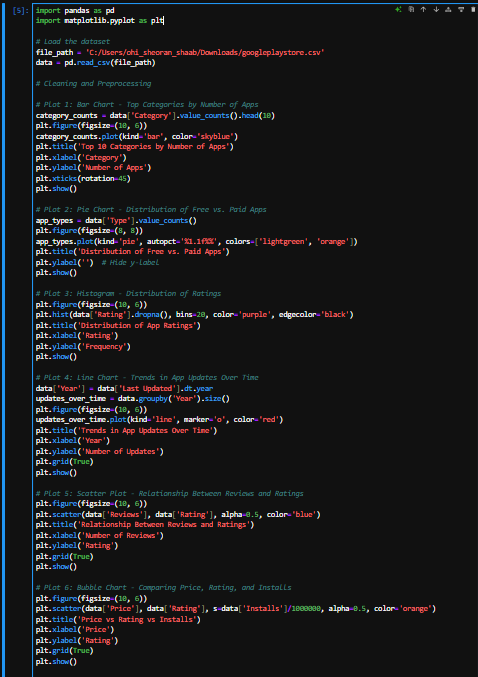 [5]:
import pandas as pd
import matplotlib.pyplot as plt
# Load the dataset
file_path = 'C:/Users/ohi_sheoran_shaab/Downloads/googleplaystore.csv'
data = pd.read_csv(file_path)
# Cleaning and Preprocessing
# Plot 1: Bar Chart - Top Categories by Number of Apps
category_counts = data['Category'].value_counts().head(10)
plt.figure(figsize=(10, 6))
category_counts.plot(kind='bar', color='skyblue')
plt.title('Top 10 Categories by Number of Apps')
plt.xlabel('Category')
plt.ylabel('Number of Apps')
plt.xticks(rotation=45)
plt.show()
# Plot 2: Pie Chart - Distribution of Free vs. Paid Apps
app_types = data['Type'].value_counts()
plt.figure(figsize=(8, 8))
app_types.plot(kind='pie', autopct='%1.1f%%', colors=['lightgreen', 'orange'])
plt.title('Distribution of Free vs. Paid Apps')
plt.ylabel('')  # Hide y-label
plt.show()
# Plot 3: Histogram - Distribution of Ratings
plt.figure(figsize=(10, 6))
plt.hist(data['Rating'].dropna(), bins=20, color='purple', edgecolor='black')
plt.title('Distribution of App Ratings')
plt.xlabel('Rating')
plt.ylabel('Frequency')
plt.show()
# Plot 4: Line Chart - Trends in App Updates Over Time
data['Year'] = data['Last Updated'].dt.year
updates_over_time = data.groupby('Year').size()
plt.figure(figsize=(10, 6))
updates_over_time.plot(kind='line', marker='o', color='red')
plt.title('Trends in App Updates Over Time')
plt.xlabel('Year')
plt.ylabel('Number of Updates')
plt.grid(True)
plt.show()
# Plot 5: Scatter Plot - Relationship Between Reviews and Ratings
plt.figure(figsize=(10, 6))
plt.scatter(data['Reviews'], data['Rating'], alpha=0.5, color='blue')
plt.title('Relationship Between Reviews and Ratings')
plt.xlabel('Number of Reviews')
plt.ylabel('Rating')
plt.grid(True)
plt.show()
# Plot 6: Bubble Chart - Comparing Price, Rating, and Installs
plt.figure(figsize=(10, 6))
plt.scatter(data['Price'], data['Rating'], s=data['Installs']/1000000, alpha=0.5, color='orange')
plt.title('Price vs Rating vs Installs')
plt.xlabel('Price')
plt.ylabel('Rating')
plt.grid(True)
plt.show()